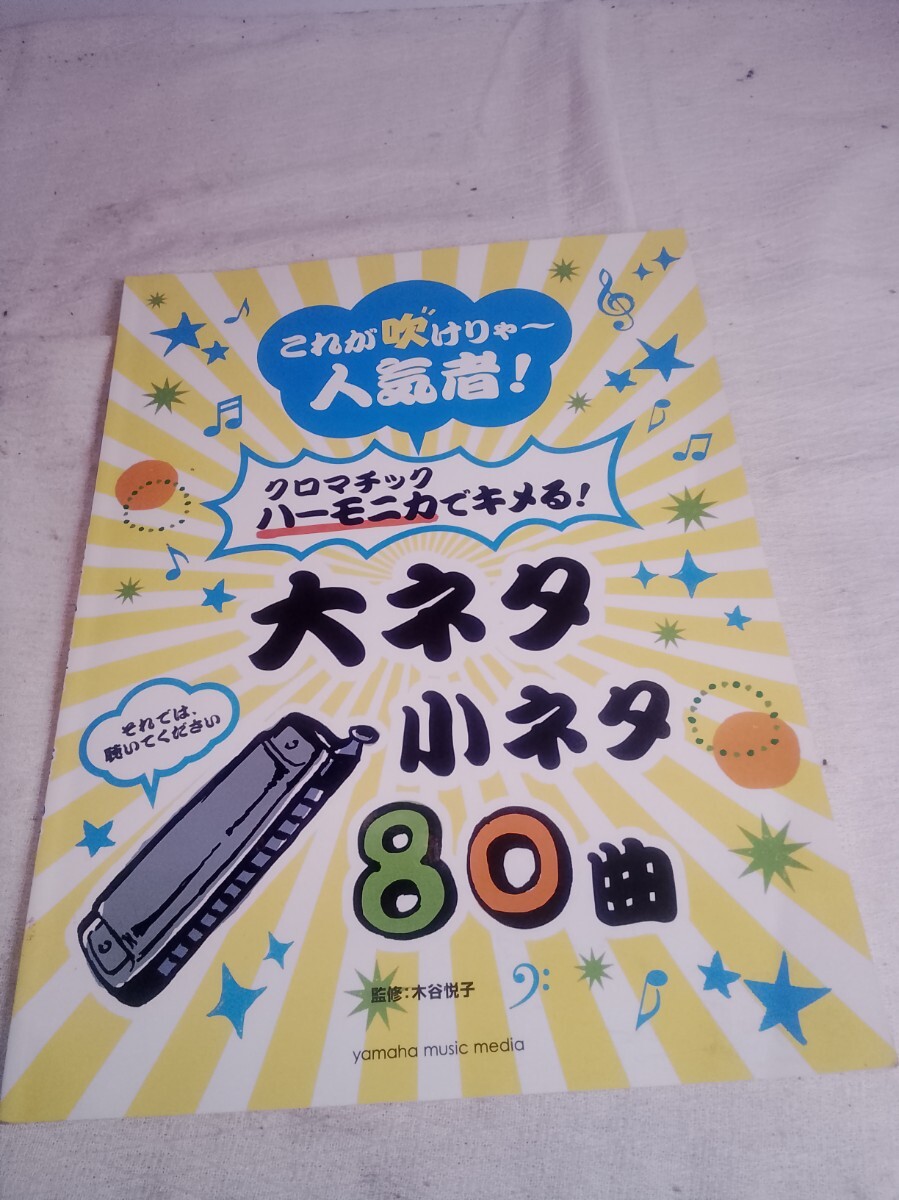 これが吹けりゃ～
人気者！
クロマチック
ハーモニカでキメる！
大ネタ
小ネタ
80曲
それでは、
聴いてください
監修：木谷悦子
yamaha music media